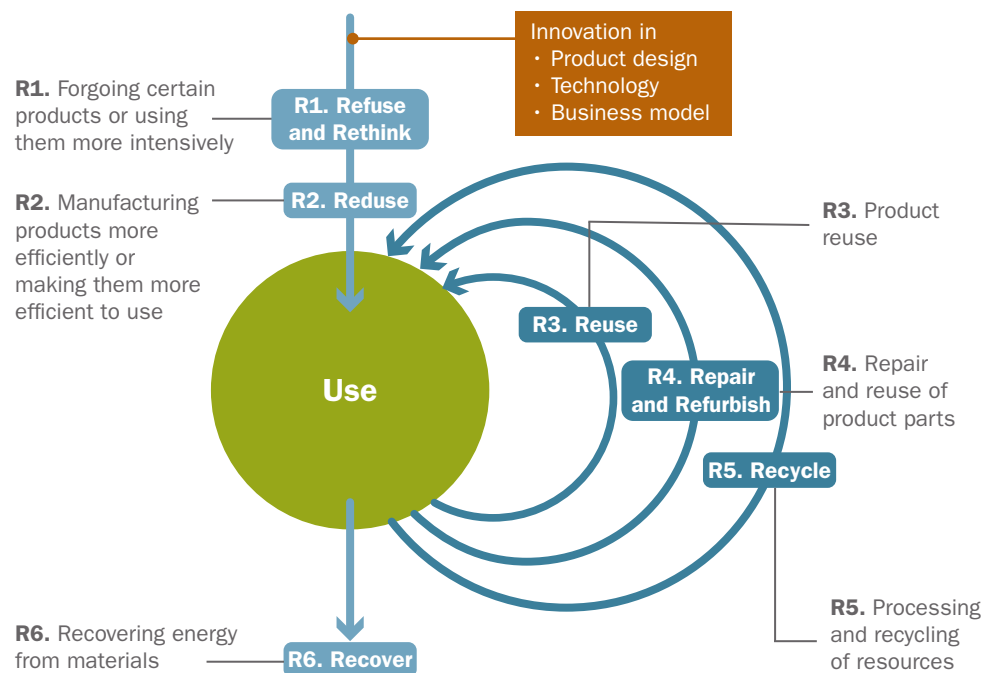 Innovation in
· Product design
· Technology
· Business model
R1. Forgoing certain
products or using
them more intensively
R1. Refuse
and Rethink
R2. Manufacturing
products more
efficiently or
making them more
efficient to use
R2. Reduse
R3. Product
reuse
R3. Reuse
Use
R4. Repair
and Refurbish
R4. Repair
and reuse of
product parts
R5. Recycle
R5. Processing
and recycling
of resources
R6. Recovering energy
from materials
R6. Recover